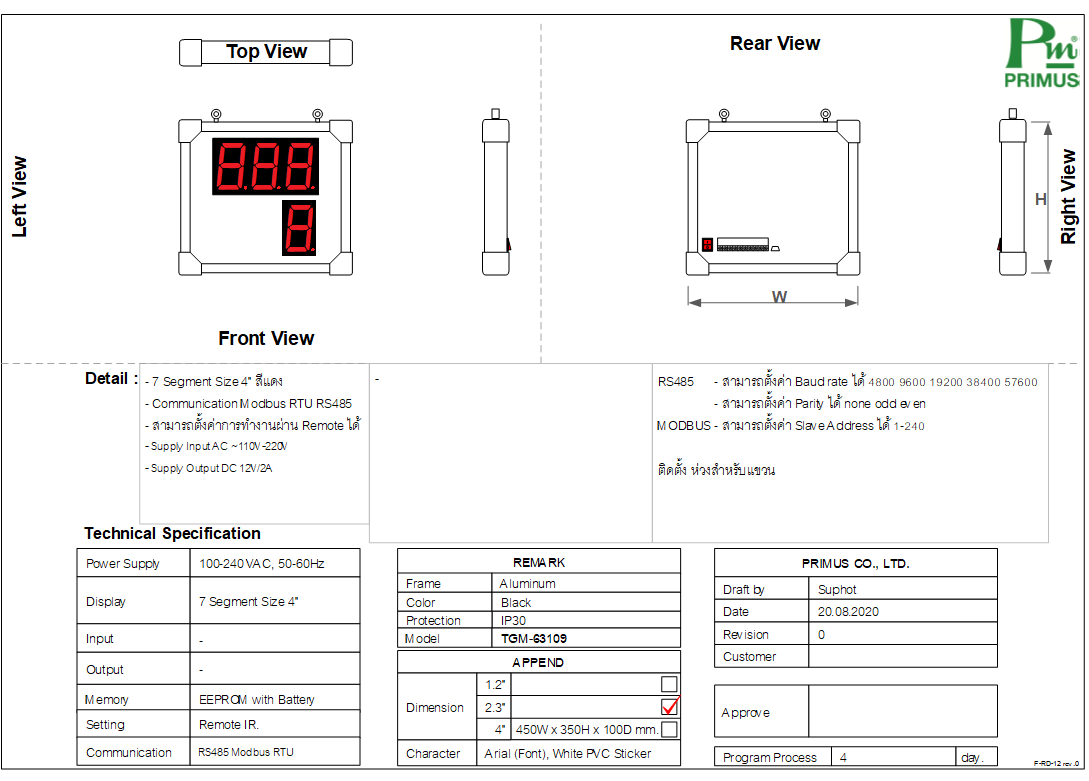 Top View
Rear View
Pm®
PRIMUS
8.8.8.
8.
Left View
H
Right View
W
Front View
Detail :
- 7 Segment Size 4" สีแดง
- Communication Modbus RTU RS485
- สามารถตั้งค่าการทำงานผ่าน Remote ได้
- Supply Input AC ~110V-220V
- Supply Output DC 12V/2A
-
RS485 - สามารถตั้งค่า Baud rate ได้ 4800 9600 19200 38400 57600
- สามารถตั้งค่า Parity ได้ none odd even
MODBUS - สามารถตั้งค่า Slave Address ได้ 1-240
ติดตั้ง ห่วงสำหรับแขวน
Technical Specification
Power Supply 100-240VAC, 50-60Hz
Display 7 Segment Size 4"
Input -
Output -
Memory EEPROM with Battery
Setting Remote IR.
Communication RS485 Modbus RTU
REMARK
Frame Aluminum
Color Black
Protection IP30
Model TGM-63109
APPEND
Dimension
1.2"
2.3"
4" 450W x 350H x 100D mm.
Character Arial (Font), White PVC Sticker
PRIMUS CO., LTD.
Draft by Suphot
Date 20.08.2020
Revision 0
Customer
Approve
Program Process 4 day.
F-RD-12 rev.0